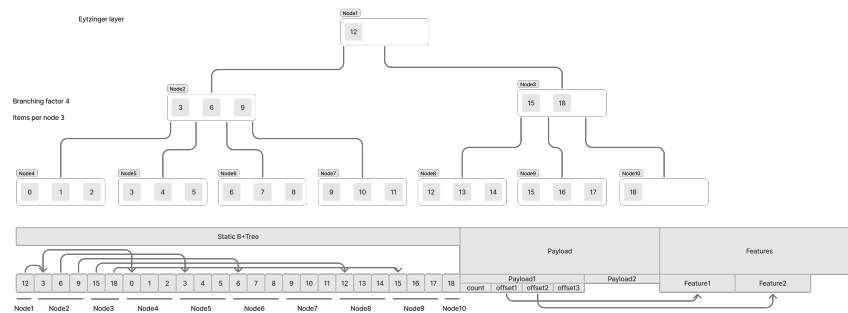 Eytzinger layer
Node1
12
Node2
Node3
Branching factor 4
3 6 9
15 18
Items per node 3
Node4 Node5 Node6 Node7 Node8 Node9 Node10
0 1 2 3 4 5 6 7 8 9 10 11 12 13 14 15 16 17 18
Static B+Tree
Payload
Features
12 3 6 9 15 18 0 1 2 3 4 5 6 7 8 9 10 11 12 13 14 15 16 17 18
Payload1 Payload2
count offset1 offset2 offset3
Feature1 Feature2
Node1 Node2 Node3 Node4 Node5 Node6 Node7 Node8 Node9 Node10